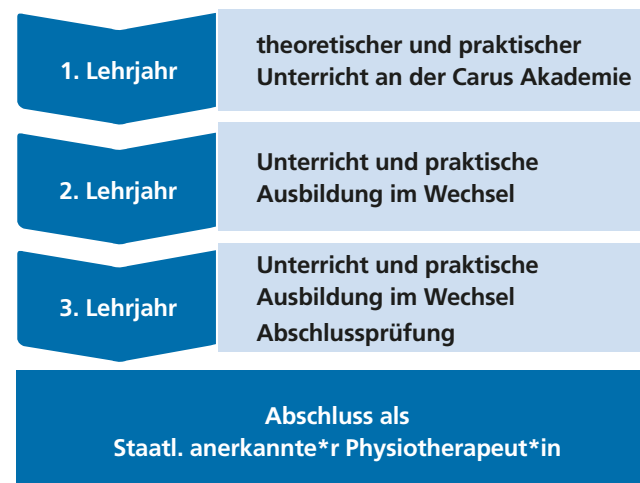 1. Lehrjahr
theoretischer und praktischer
Unterricht an der Carus Akademie
2. Lehrjahr
Unterricht und praktische
Ausbildung im Wechsel
3. Lehrjahr
Unterricht und praktische
Ausbildung im Wechsel
Abschlussprüfung
Abschluss als
Staatl. anerkannte*r Physiotherapeut*in